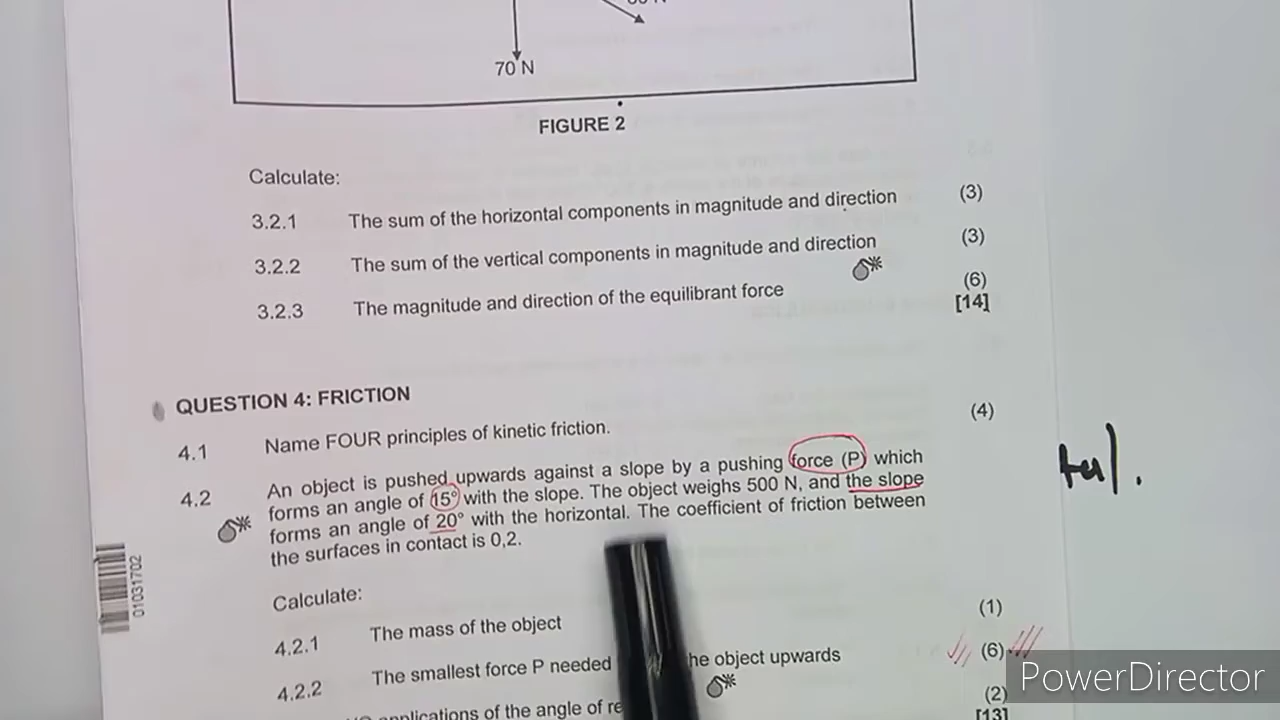 70 N
FIGURE 2
Calculate:
3.2.1 The sum of the horizontal components in magnitude and direction (3)
3.2.2 The sum of the vertical components in magnitude and direction (3)
3.2.3 The magnitude and direction of the equilibrant force (6)
[14]
QUESTION 4: FRICTION
4.1 Name FOUR principles of kinetic friction. (4)
4.2 An object is pushed upwards against a slope by a pushing force (P) which
forms an angle of 15° with the slope. The object weighs 500 N, and the slope
forms an angle of 20° with the horizontal. The coefficient of friction between
the surfaces in contact is 0,2.
01031702
Calculate:
4.2.1 The mass of the object (1)
4.2.2 The smallest force P needed he object upwards (6)
applications of the angle of re (2)
[13]
PowerDirector